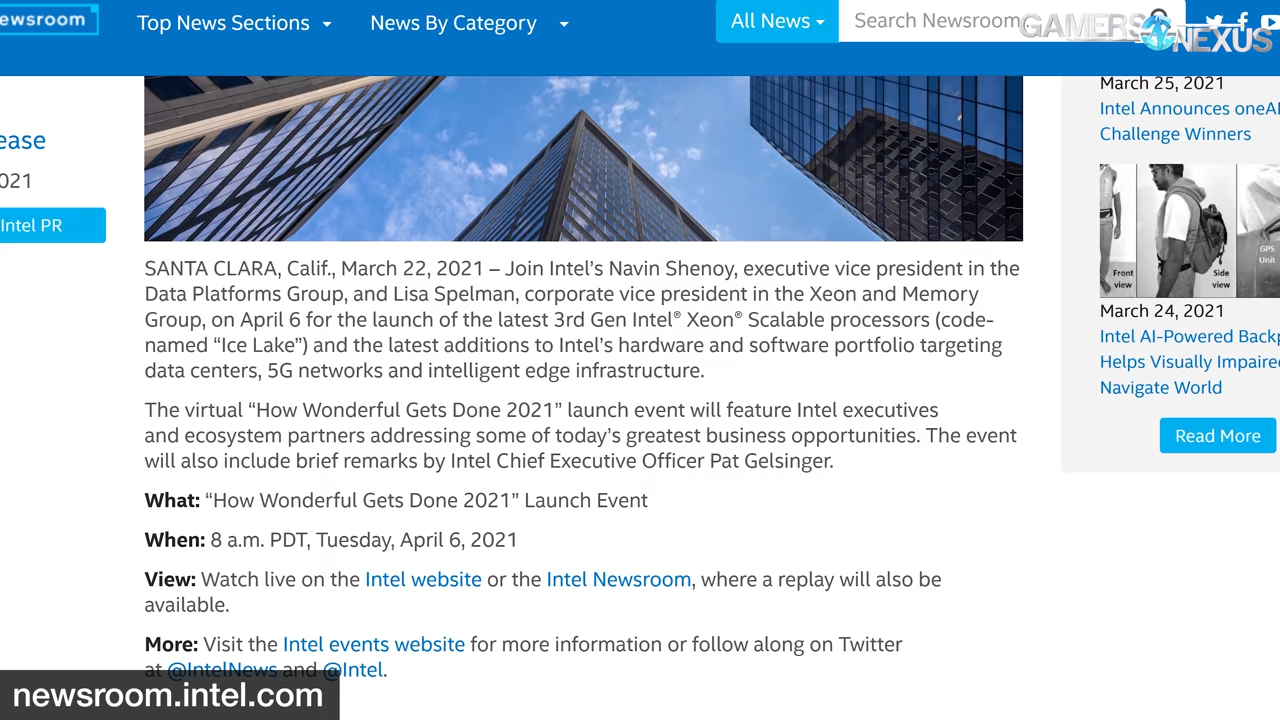 ewsroom
Top News Sections
News By Category
All News
Search Newsroom
GAMERS
NEXUS
ease
021
Intel PR
March 25, 2021
Intel Announces oneAI
Challenge Winners
Front
view
Side
view
GPS
Unit
March 24, 2021
Intel AI-Powered Backp
Helps Visually Impaire
Navigate World
Read More
SANTA CLARA, Calif., March 22, 2021 – Join Intel’s Navin Shenoy, executive vice president in the
Data Platforms Group, and Lisa Spelman, corporate vice president in the Xeon and Memory
Group, on April 6 for the launch of the latest 3rd Gen Intel® Xeon® Scalable processors (code-
named “Ice Lake”) and the latest additions to Intel’s hardware and software portfolio targeting
data centers, 5G networks and intelligent edge infrastructure.
The virtual “How Wonderful Gets Done 2021” launch event will feature Intel executives
and ecosystem partners addressing some of today’s greatest business opportunities. The event
will also include brief remarks by Intel Chief Executive Officer Pat Gelsinger.
What: “How Wonderful Gets Done 2021” Launch Event
When: 8 a.m. PDT, Tuesday, April 6, 2021
View: Watch live on the Intel website or the Intel Newsroom, where a replay will also be
available.
More: Visit the Intel events website for more information or follow along on Twitter
at @IntelNews and @Intel.
newsroom.intel.com